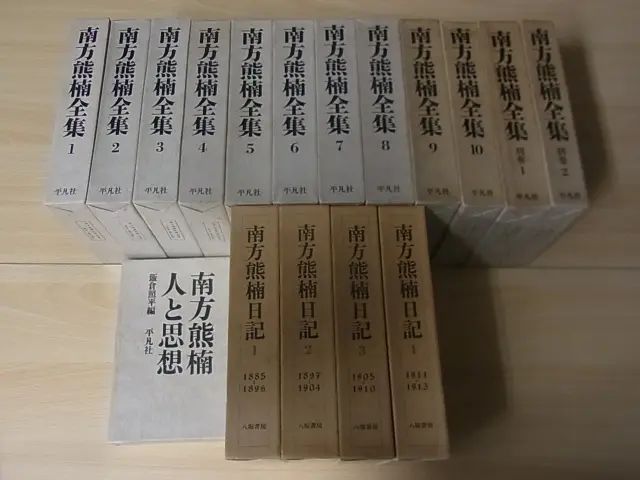 南方熊楠全集 1 平凡社
南方熊楠全集 2 平凡社
南方熊楠全集 3 平凡社
南方熊楠全集 4 平凡社
南方熊楠全集 5 平凡社
南方熊楠全集 6 平凡社
南方熊楠全集 7 平凡社
南方熊楠全集 8 平凡社
南方熊楠全集 9 平凡社
南方熊楠全集 10 平凡社
南方熊楠全集 別巻 1 平凡社
南方熊楠全集 別巻 2 平凡社
南方熊楠
人と思想
飯倉照平編
平凡社
南方熊楠日記 1
1885
1896
八坂書房
南方熊楠日記 2
1897
1904
八坂書房
南方熊楠日記 3
1905
1910
八坂書房
南方熊楠日記 4
1911
1913
八坂書房